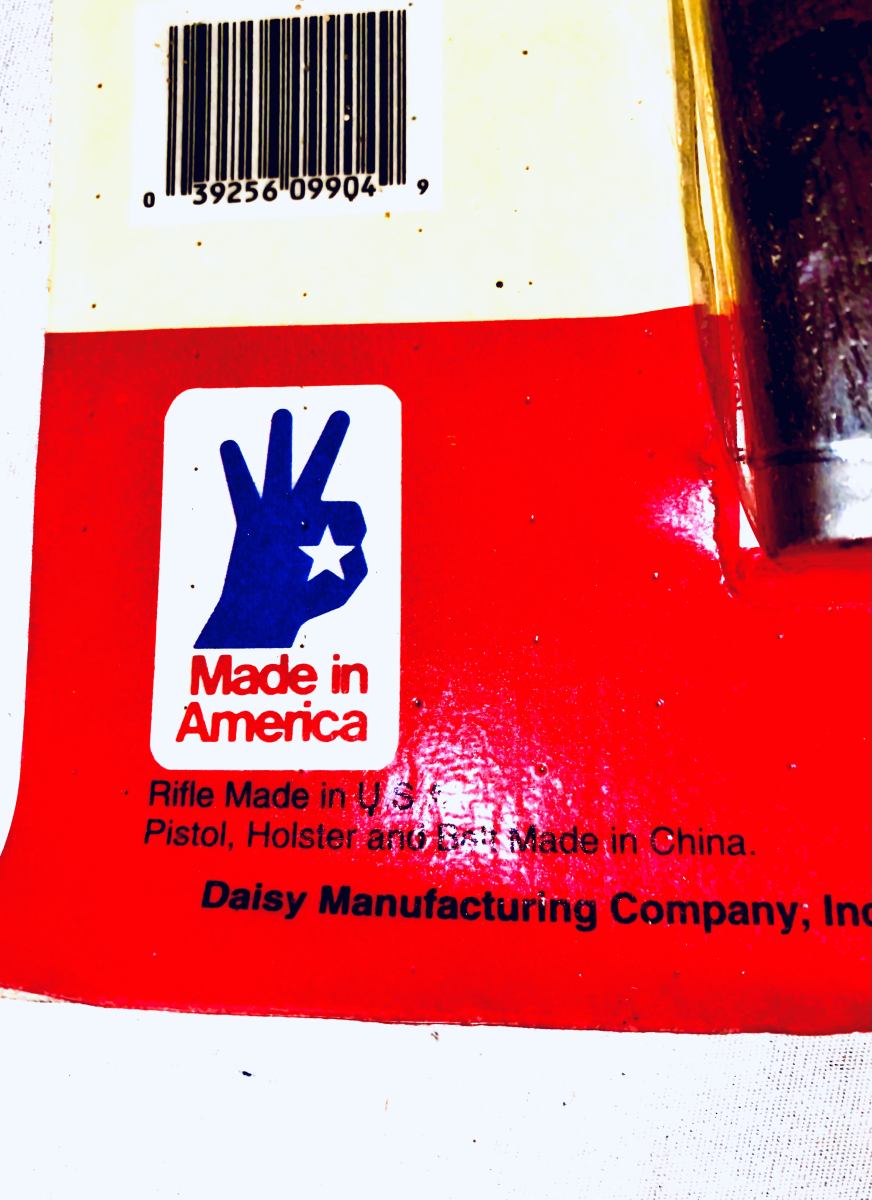 0 39256 09904 9
Made in
America
Rifle Made in U.S.
Pistol, Holster and Belt Made in China.
Daisy Manufacturing Company, Inc